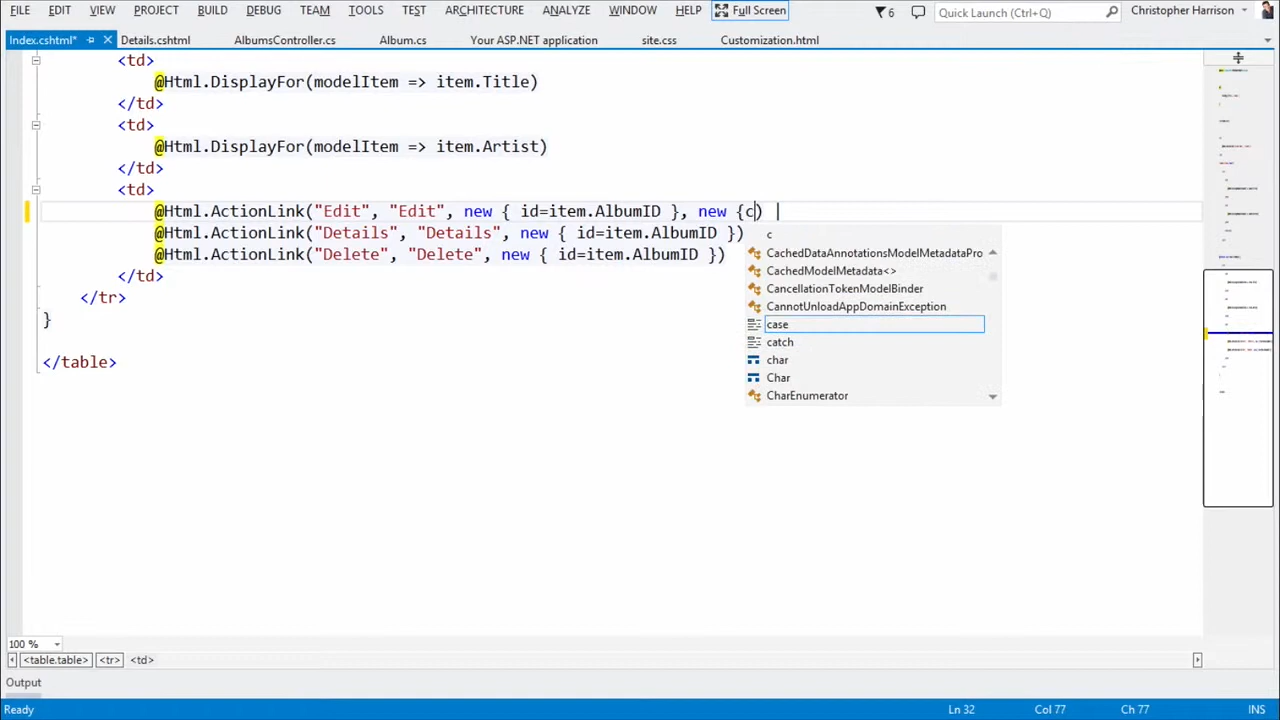 FILE EDIT VIEW PROJECT BUILD DEBUG TEAM TOOLS TEST ARCHITECTURE ANALYZE WINDOW HELP Full Screen 6 Quick Launch (Ctrl+Q) Christopher Harrison
Index.cshtml* Details.cshtml AlbumsController.cs Album.cs Your ASP.NET application site.css Customization.html
<td>
@Html.DisplayFor(modelItem => item.Title)
</td>
<td>
@Html.DisplayFor(modelItem => item.Artist)
</td>
<td>
@Html.ActionLink("Edit", "Edit", new { id=item.AlbumID }, new {c) |
@Html.ActionLink("Details", "Details", new { id=item.AlbumID })
@Html.ActionLink("Delete", "Delete", new { id=item.AlbumID })
</td>
</tr>
}
</table>
c
CachedDataAnnotationsModelMetadataPro
CachedModelMetadata<>
CancellationTokenModelBinder
CannotUnloadAppDomainException
case
catch
char
Char
CharEnumerator
100 %
<table.table> <tr> <td>
Output
Ready Ln 32 Col 77 Ch 77 INS